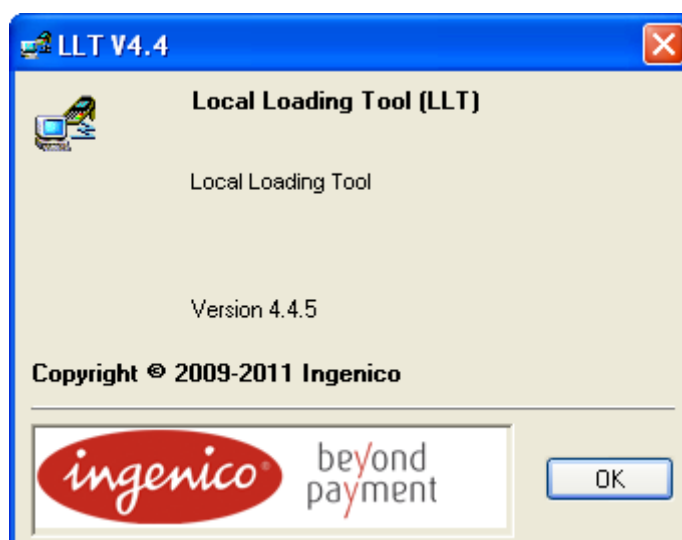 LLT V4.4
Local Loading Tool (LLT)
Local Loading Tool
Version 4.4.5
Copyright © 2009-2011 Ingenico
ingenico®
beyond
payment
OK